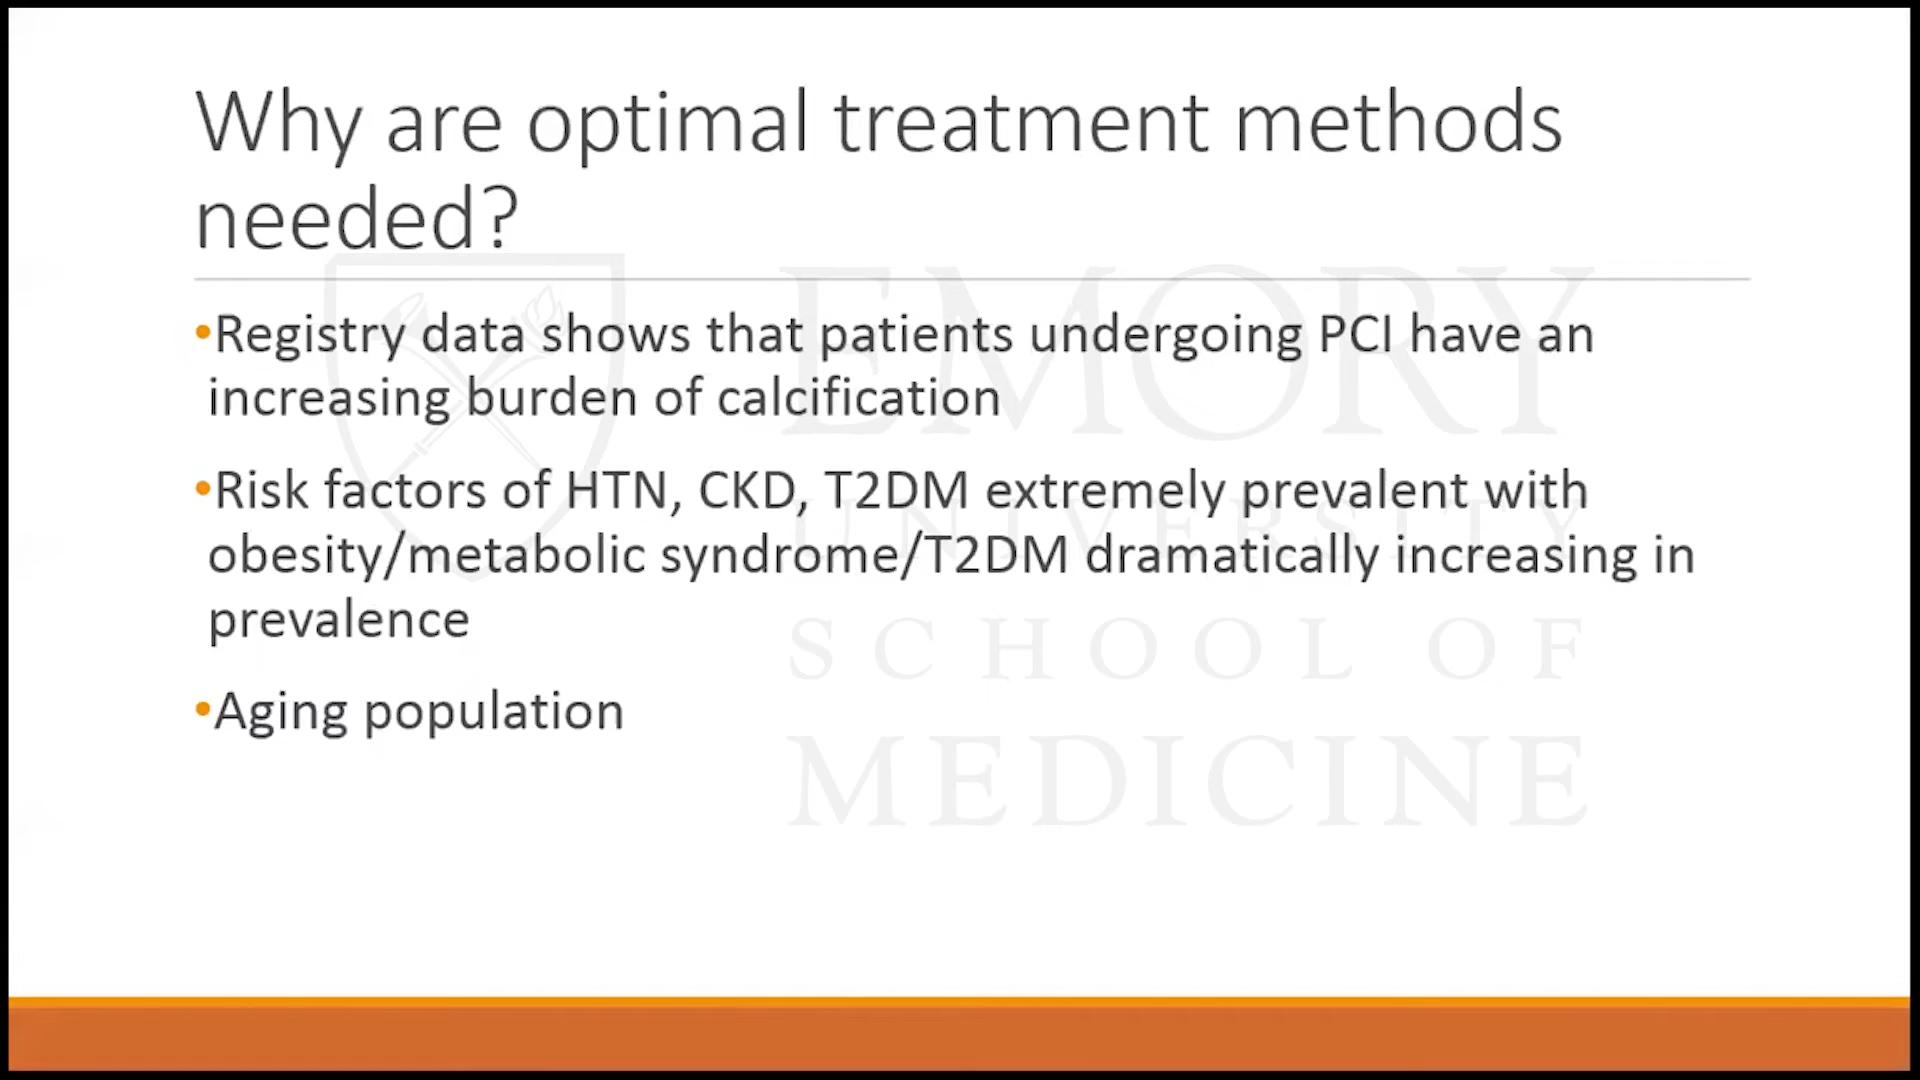 Why are optimal treatment methods
needed?
•Registry data shows that patients undergoing PCI have an
increasing burden of calcification
•Risk factors of HTN, CKD, T2DM extremely prevalent with
obesity/metabolic syndrome/T2DM dramatically increasing in
prevalence
•Aging population
EMORY
UNIVERSITY
SCHOOL OF
MEDICINE